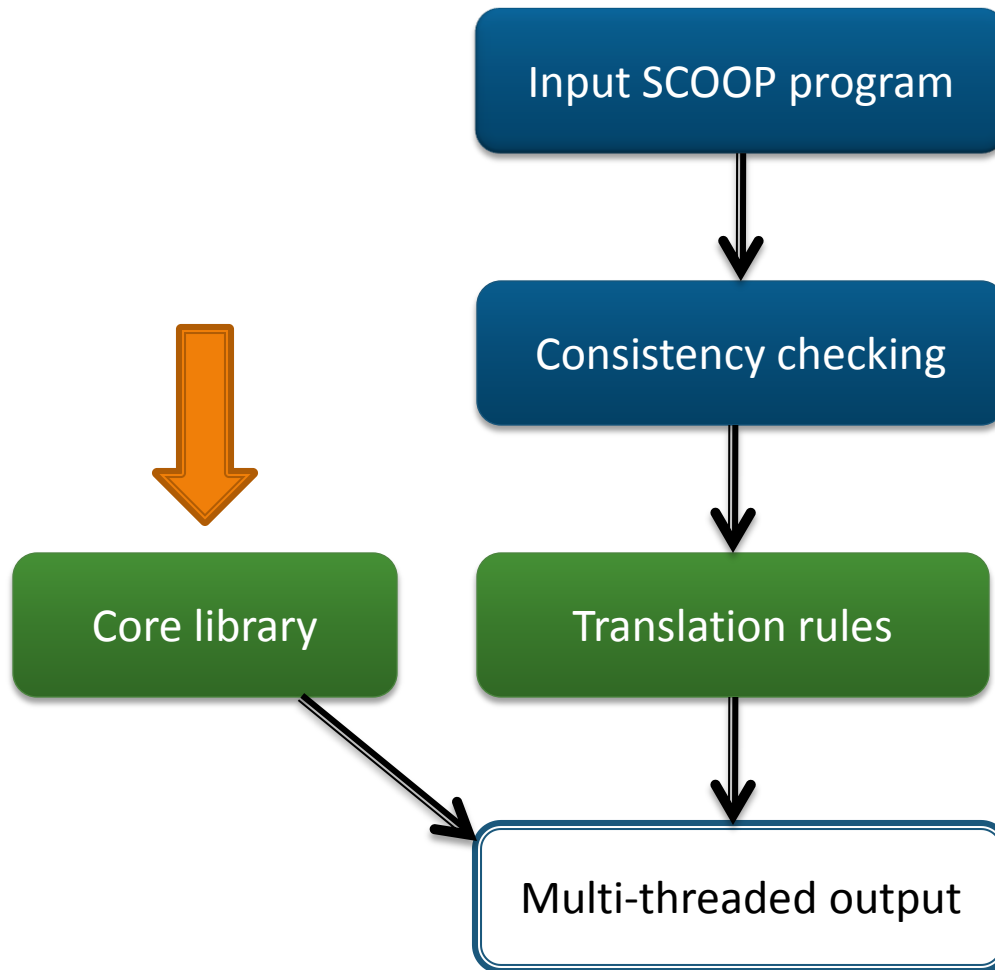 Input SCOOP program
Consistency checking
Core library
Translation rules
Multi-threaded output